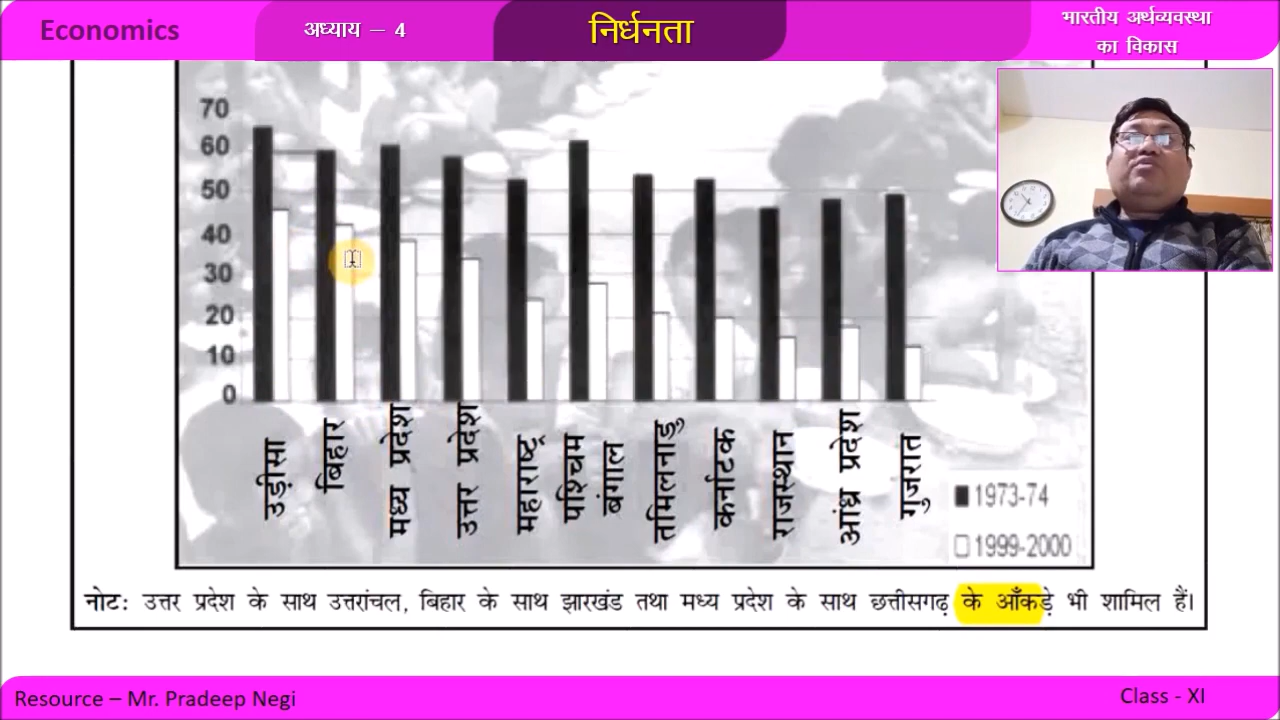 Economics
अध्याय – 4
निर्धनता
भारतीय अर्थव्यवस्था
का विकास
70
60
50
40
30
20
10
0
उड़ीसा
बिहार
मध्य प्रदेश
उत्तर प्रदेश
महाराष्ट्र
पश्चिम
बंगाल
तमिलनाडु
कर्नाटक
राजस्थान
आंध्र प्रदेश
गुजरात
1973-74
1999-2000
नोट: उत्तर प्रदेश के साथ उत्तरांचल, बिहार के साथ झारखंड तथा मध्य प्रदेश के साथ छत्तीसगढ़ के आँकड़े भी शामिल हैं।
Resource – Mr. Pradeep Negi
Class - XI